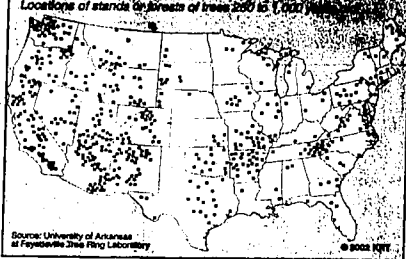 Locations of stands or forests of trees 250 to 1,000
Source: University of Arkansas
at Fayetteville Tree Ring Laboratory
© 2002 KRT